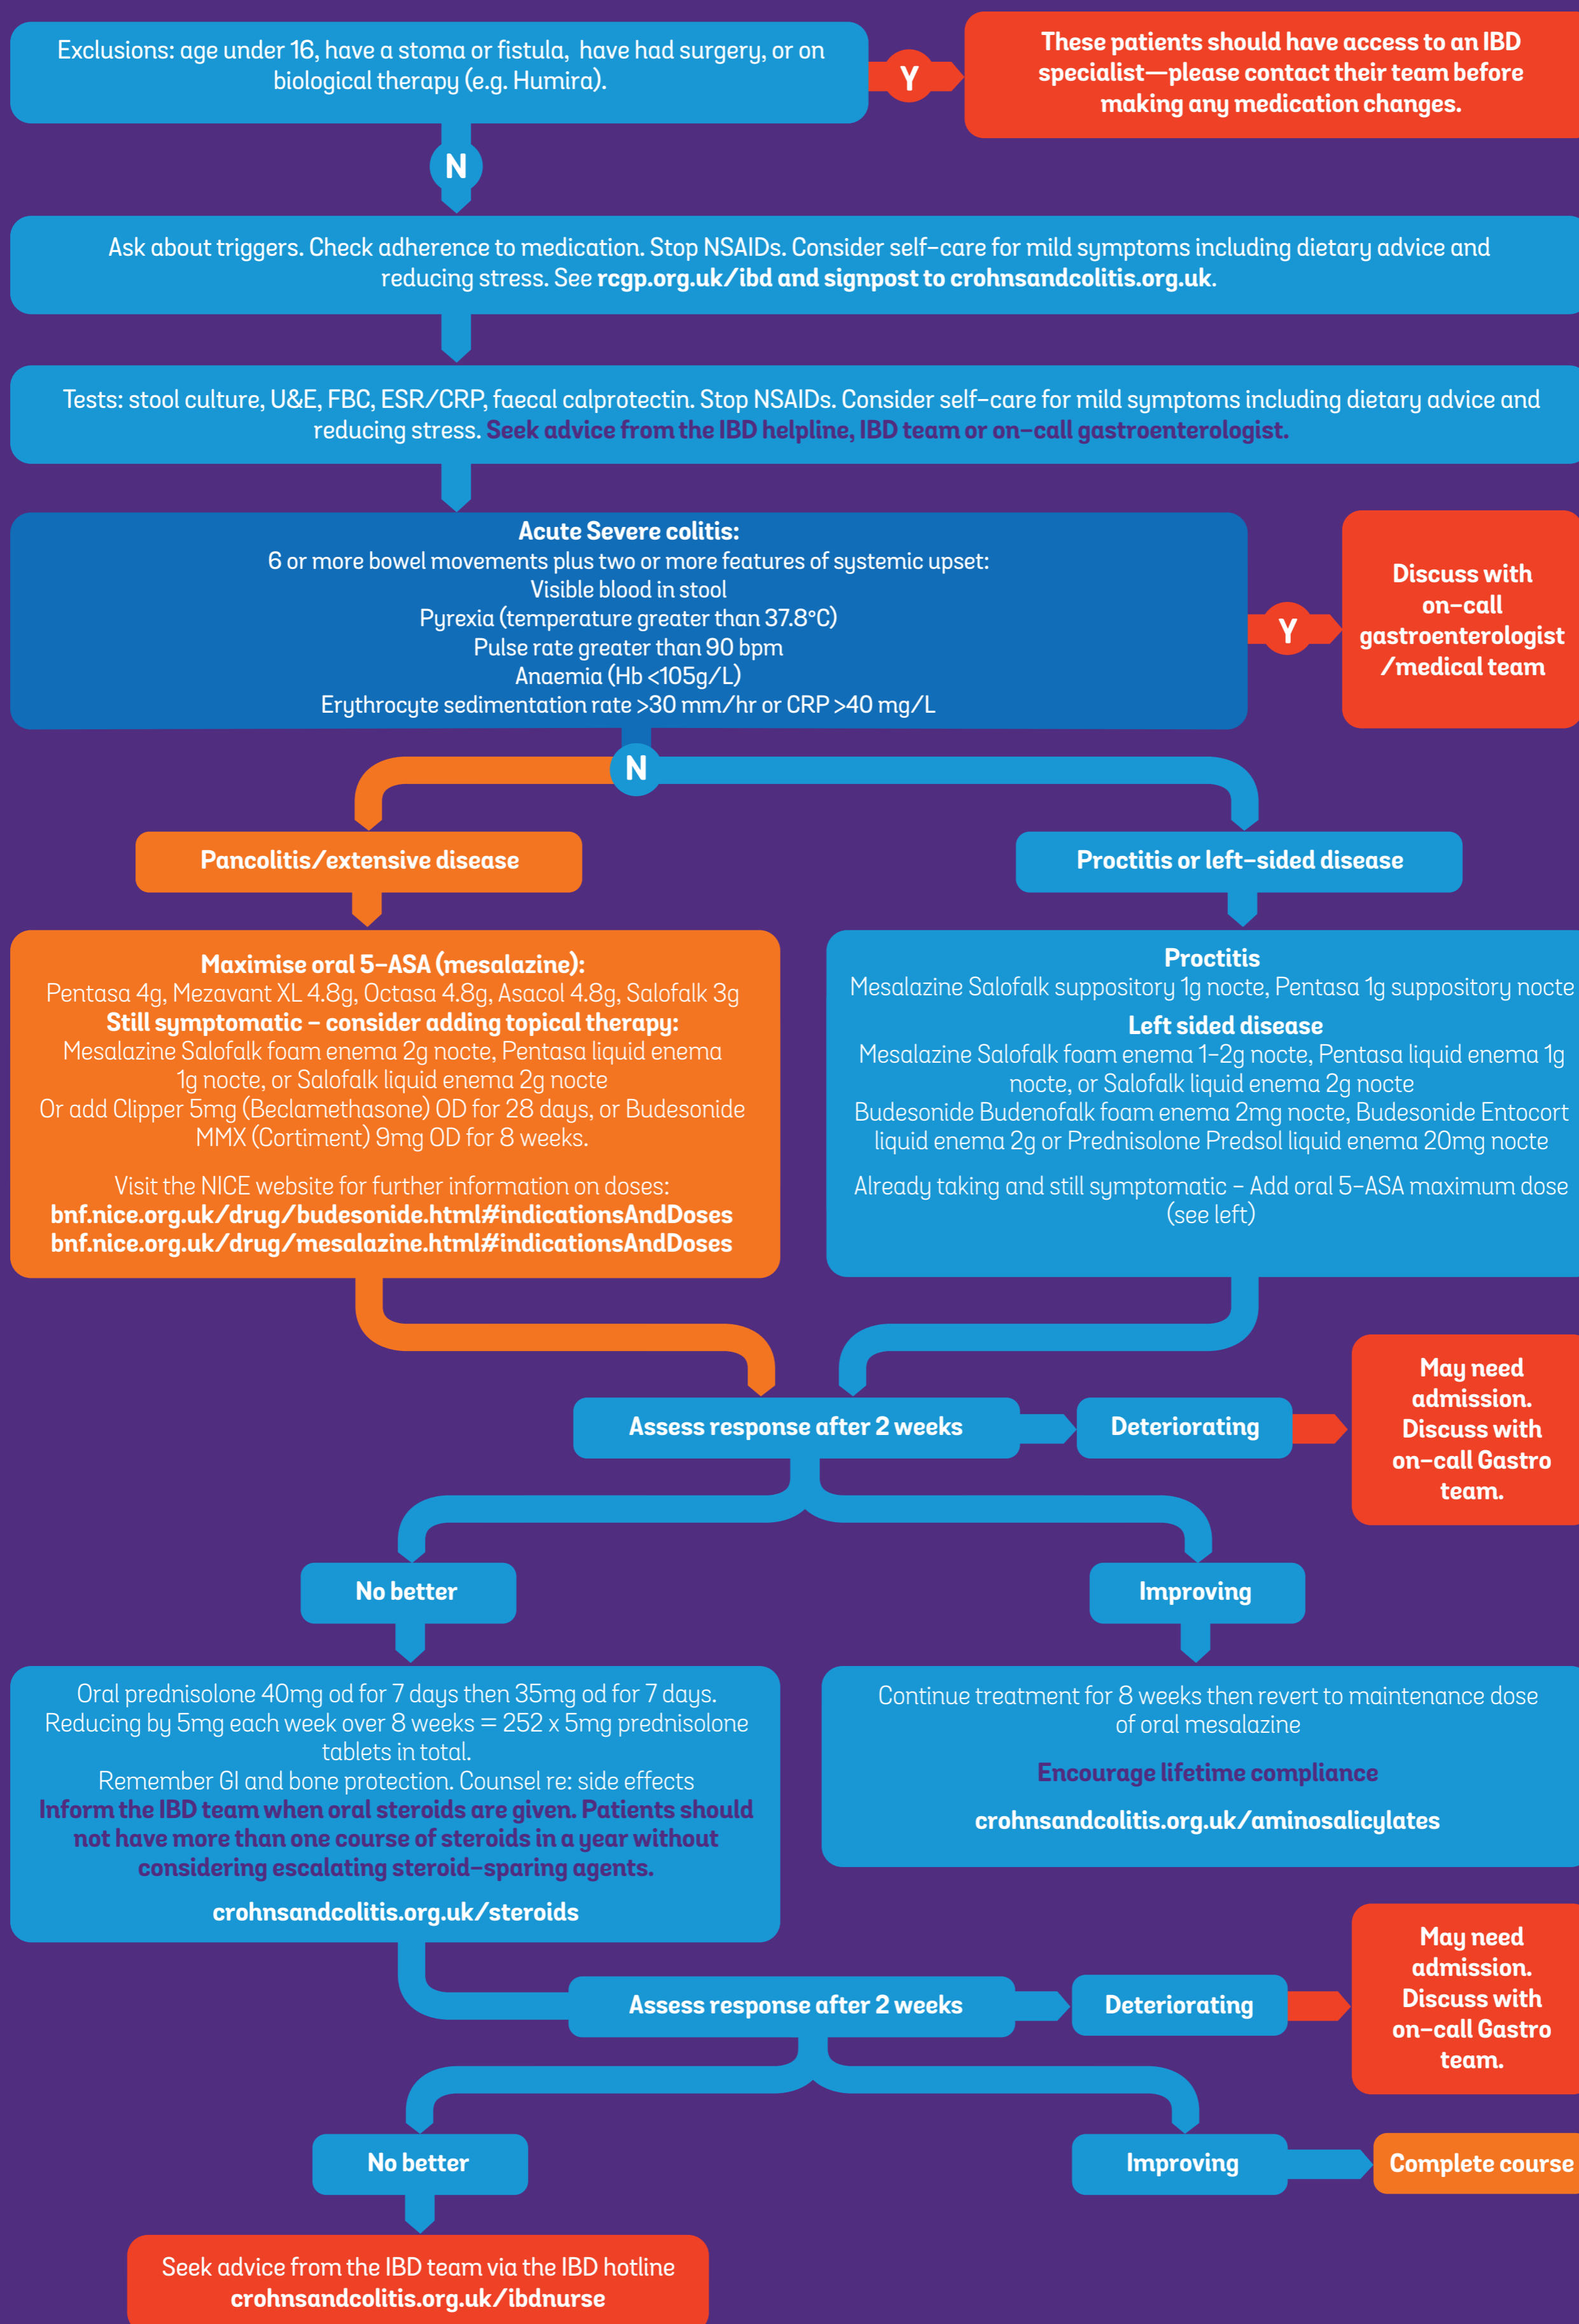 Exclusions: age under 16, have a stoma or fistula, have had surgery, or on
biological therapy (e.g. Humira).
Y
These patients should have access to an IBD
specialist—please contact their team before
making any medication changes.
N
Ask about triggers. Check adherence to medication. Stop NSAIDs. Consider self-care for mild symptoms including dietary advice and
reducing stress. See rcgp.org.uk/ibd and signpost to crohnsandcolitis.org.uk.
Tests: stool culture, U&E, FBC, ESR/CRP, faecal calprotectin. Stop NSAIDs. Consider self-care for mild symptoms including dietary advice and
reducing stress. Seek advice from the IBD helpline, IBD team or on-call gastroenterologist.
Acute Severe colitis:
6 or more bowel movements plus two or more features of systemic upset:
Visible blood in stool
Pyrexia (temperature greater than 37.8°C)
Pulse rate greater than 90 bpm
Anaemia (Hb <105g/L)
Erythrocyte sedimentation rate >30 mm/hr or CRP >40 mg/L
Y
Discuss with
on-call
gastroenterologist
/medical team
N
Pancolitis/extensive disease
Proctitis or left-sided disease
Maximise oral 5-ASA (mesalazine):
Pentasa 4g, Mezavant XL 4.8g, Octasa 4.8g, Asacol 4.8g, Salofalk 3g
Still symptomatic - consider adding topical therapy:
Mesalazine Salofalk foam enema 2g nocte, Pentasa liquid enema
1g nocte, or Salofalk liquid enema 2g nocte
Or add Clipper 5mg (Beclamethasone) OD for 28 days, or Budesonide
MMX (Cortiment) 9mg OD for 8 weeks.
Visit the NICE website for further information on doses:
bnf.nice.org.uk/drug/budesonide.html#indicationsAndDoses
bnf.nice.org.uk/drug/mesalazine.html#indicationsAndDoses
Proctitis
Mesalazine Salofalk suppository 1g nocte, Pentasa 1g suppository nocte
Left sided disease
Mesalazine Salofalk foam enema 1-2g nocte, Pentasa liquid enema 1g
nocte, or Salofalk liquid enema 2g nocte
Budesonide Budenofalk foam enema 2mg nocte, Budesonide Entocort
liquid enema 2g or Prednisolone Predsol liquid enema 20mg nocte
Already taking and still symptomatic - Add oral 5-ASA maximum dose
(see left)
Assess response after 2 weeks
Deteriorating
May need
admission.
Discuss with
on-call Gastro
team.
No better
Improving
Oral prednisolone 40mg od for 7 days then 35mg od for 7 days.
Reducing by 5mg each week over 8 weeks = 252 x 5mg prednisolone
tablets in total.
Remember GI and bone protection. Counsel re: side effects
Inform the IBD team when oral steroids are given. Patients should
not have more than one course of steroids in a year without
considering escalating steroid-sparing agents.
crohnsandcolitis.org.uk/steroids
Continue treatment for 8 weeks then revert to maintenance dose
of oral mesalazine
Encourage lifetime compliance
crohnsandcolitis.org.uk/aminosalicylates
Assess response after 2 weeks
Deteriorating
May need
admission.
Discuss with
on-call Gastro
team.
No better
Improving
Complete course
Seek advice from the IBD team via the IBD hotline
crohnsandcolitis.org.uk/ibdnurse